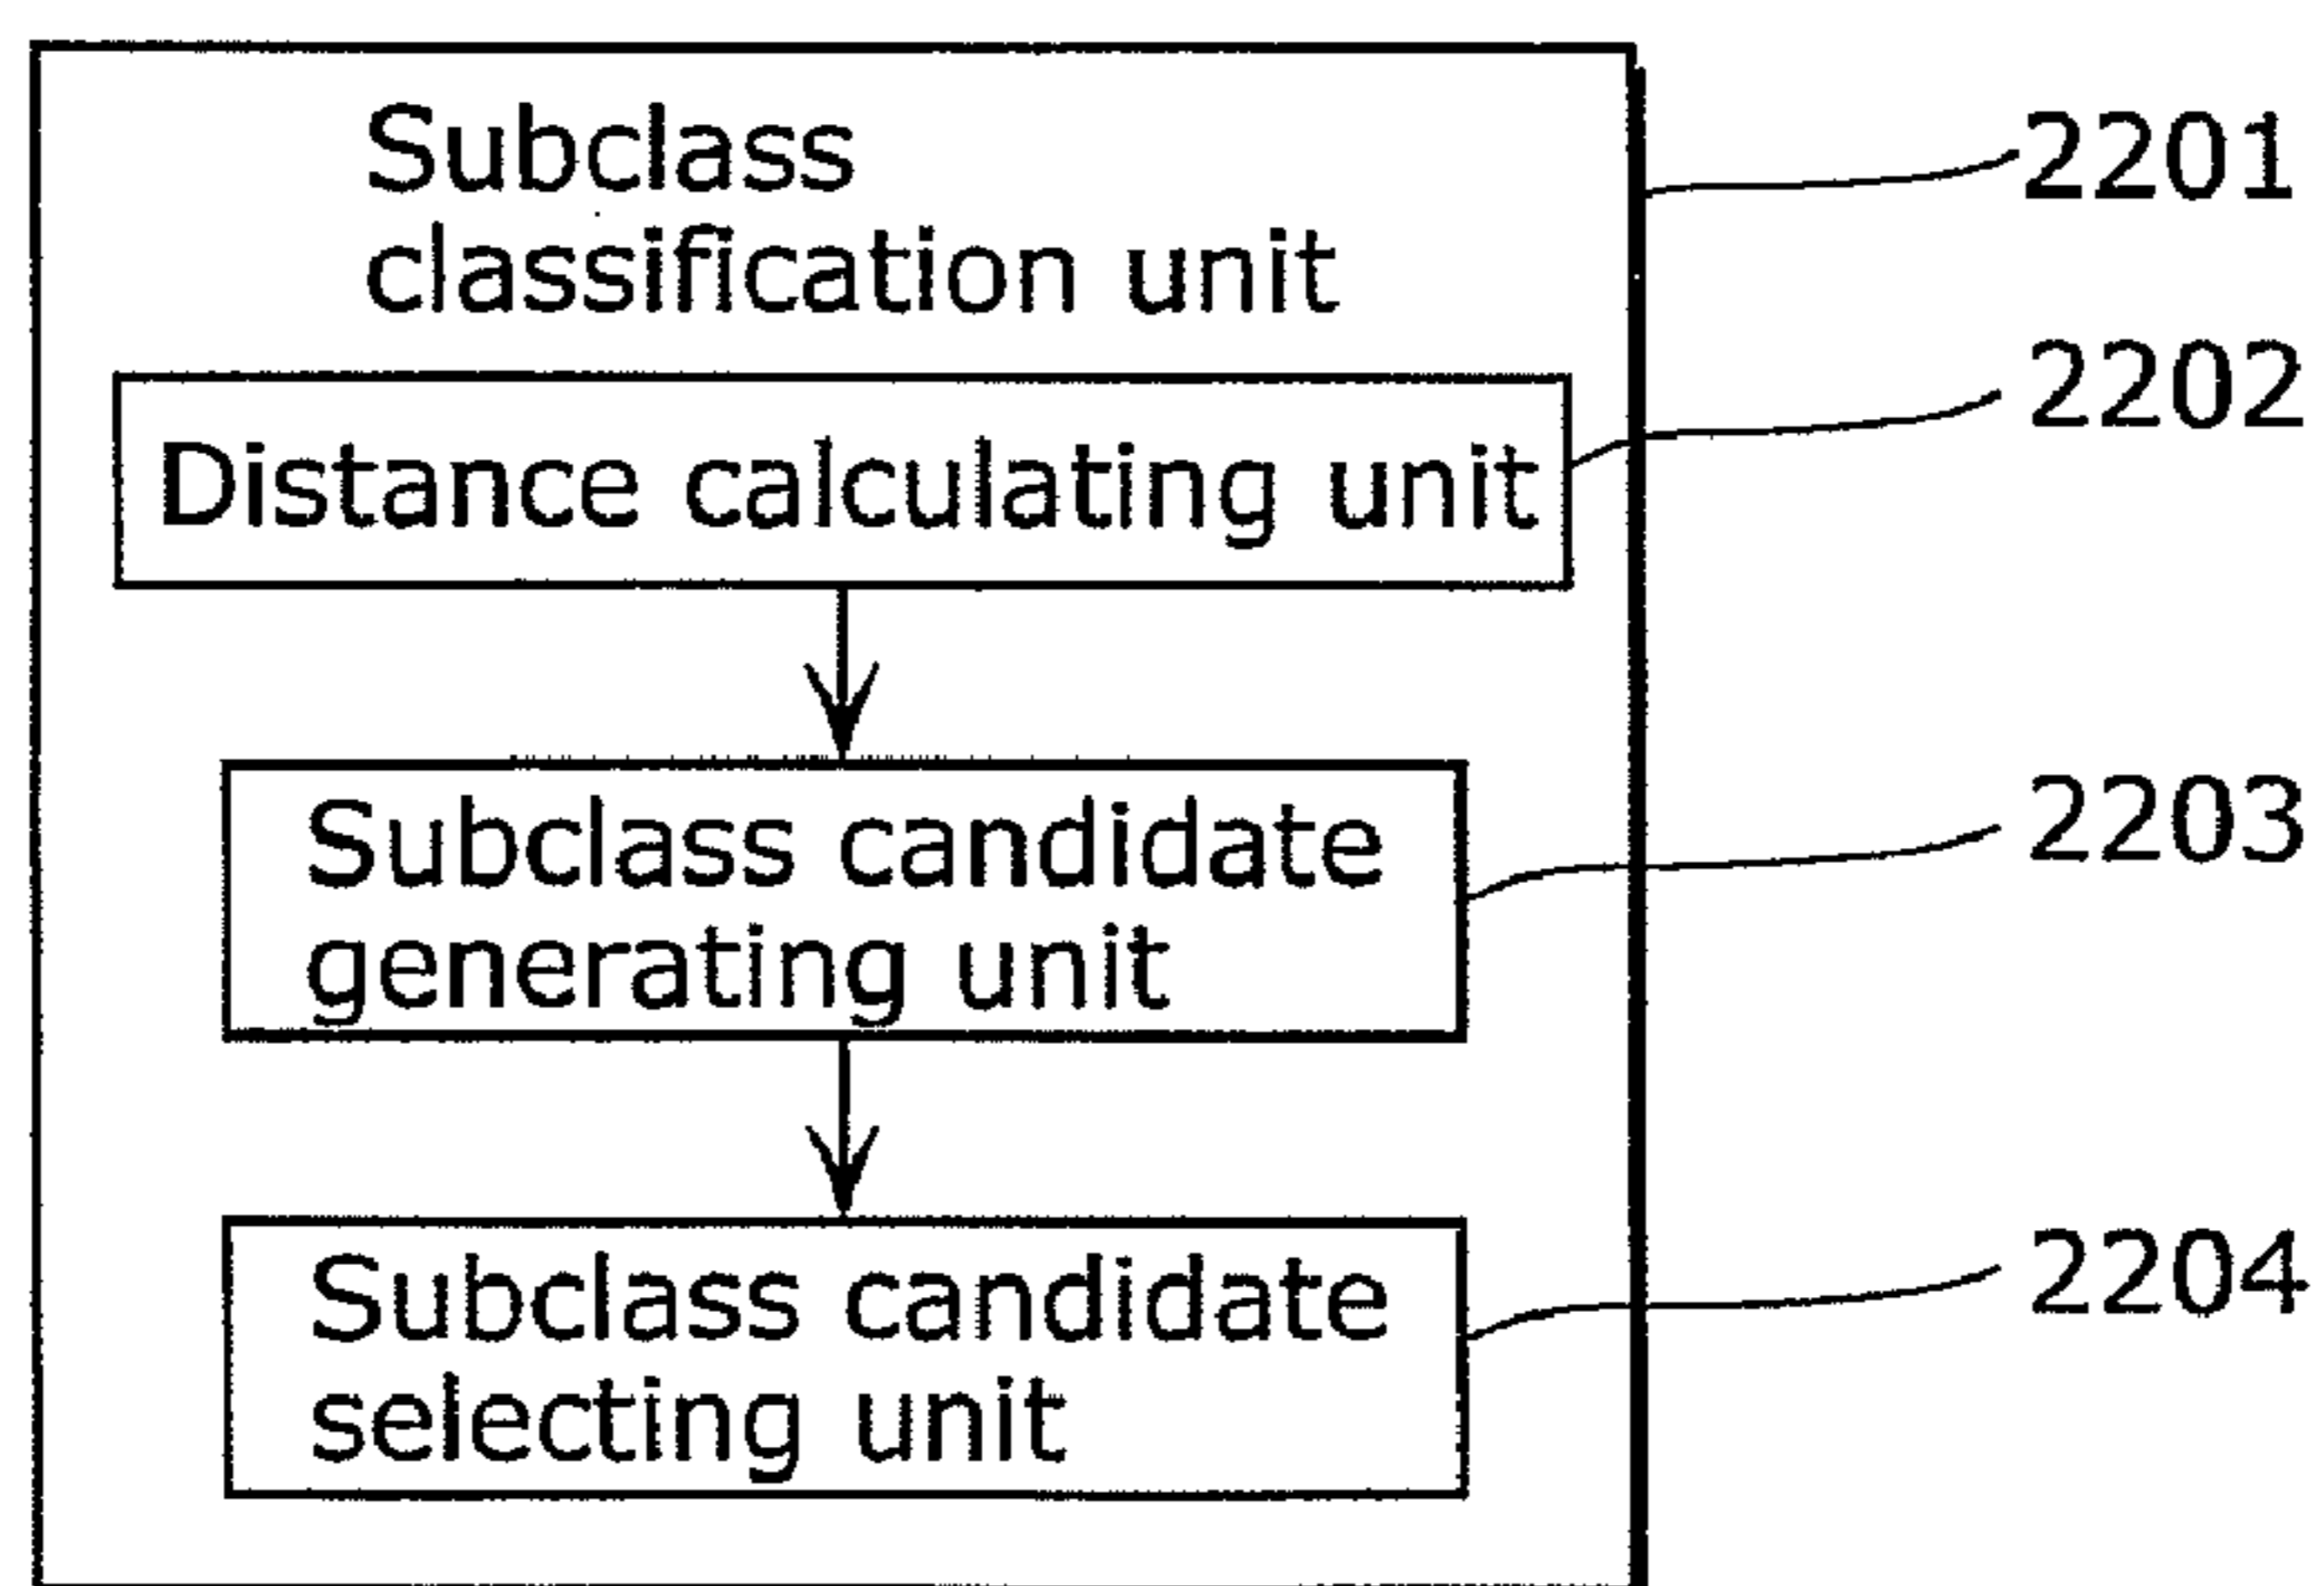 Subclass
classification unit
2201
Distance calculating unit
2202
Subclass candidate
generating unit
2203
Subclass candidate
selecting unit
2204